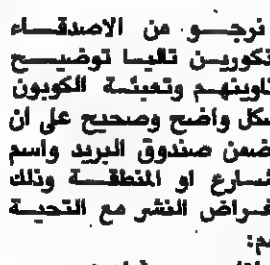 نرجو من الاصدقاء
تاليا توضيح
وتعبئة الكوبون
وأضح وصحيح على ان
صندوق البريد واسم
او المنطقة وذلك
النشر مع التحية